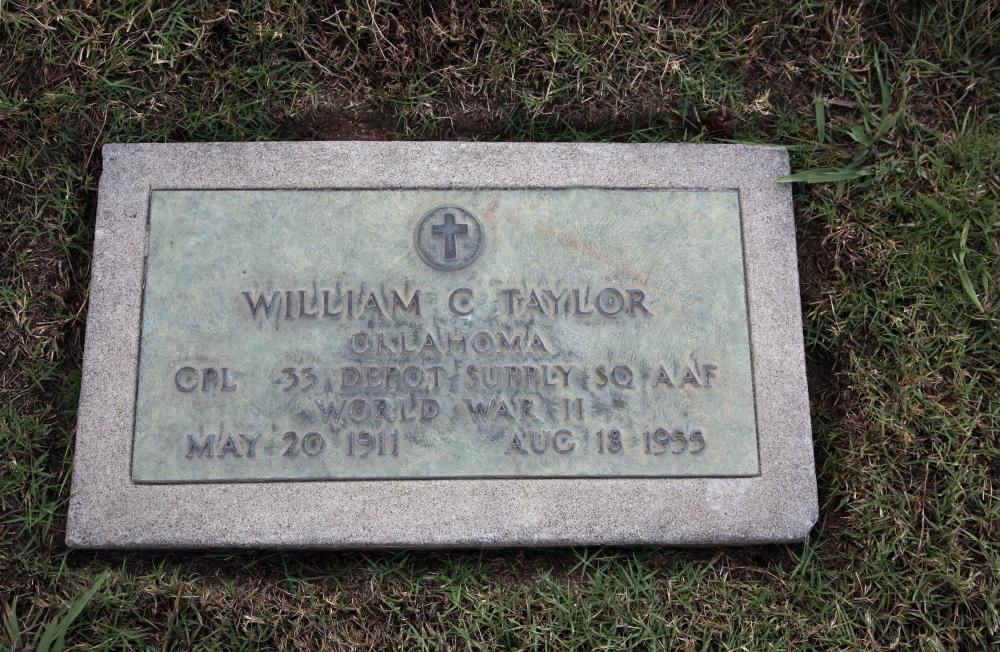 WILLIAM C TAYLOR
OKLAHOMA
CPL 33 DEPOT SUPPLY SQ AAF
WORLD WAR II
MAY 20 1911 AUG 18 1955